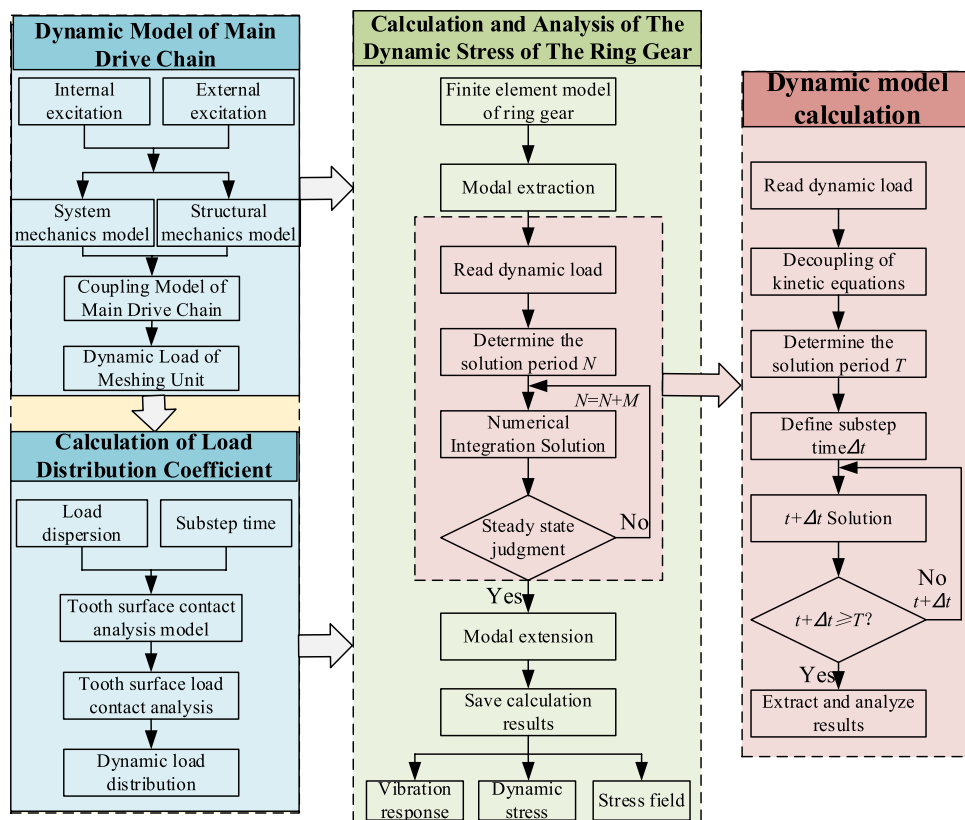 Dynamic Model of Main
Drive Chain
Internal
excitation
External
excitation
System
mechanics model
Structural
mechanics model
Coupling Model of
Main Drive Chain
Dynamic Load of
Meshing Unit
Calculation of Load
Distribution Coefficient
Load
dispersion
Substep time
Tooth surface contact
analysis model
Tooth surface load
contact analysis
Dynamic load
distribution
Calculation and Analysis of The
Dynamic Stress of The Ring Gear
Finite element model
of ring gear
Modal extraction
Read dynamic load
Determine the
solution period N
N=N+M
Numerical
Integration Solution
Steady state
judgment
No
Yes
Modal extension
Save calculation
results
Vibration
response
Dynamic
stress
Stress field
Dynamic model
calculation
Read dynamic load
Decoupling of
kinetic equations
Determine the
solution period T
Define substep
timeΔt
t+Δt Solution
No
t+Δt
t+Δt⩾T?
Yes
Extract and analyze
results